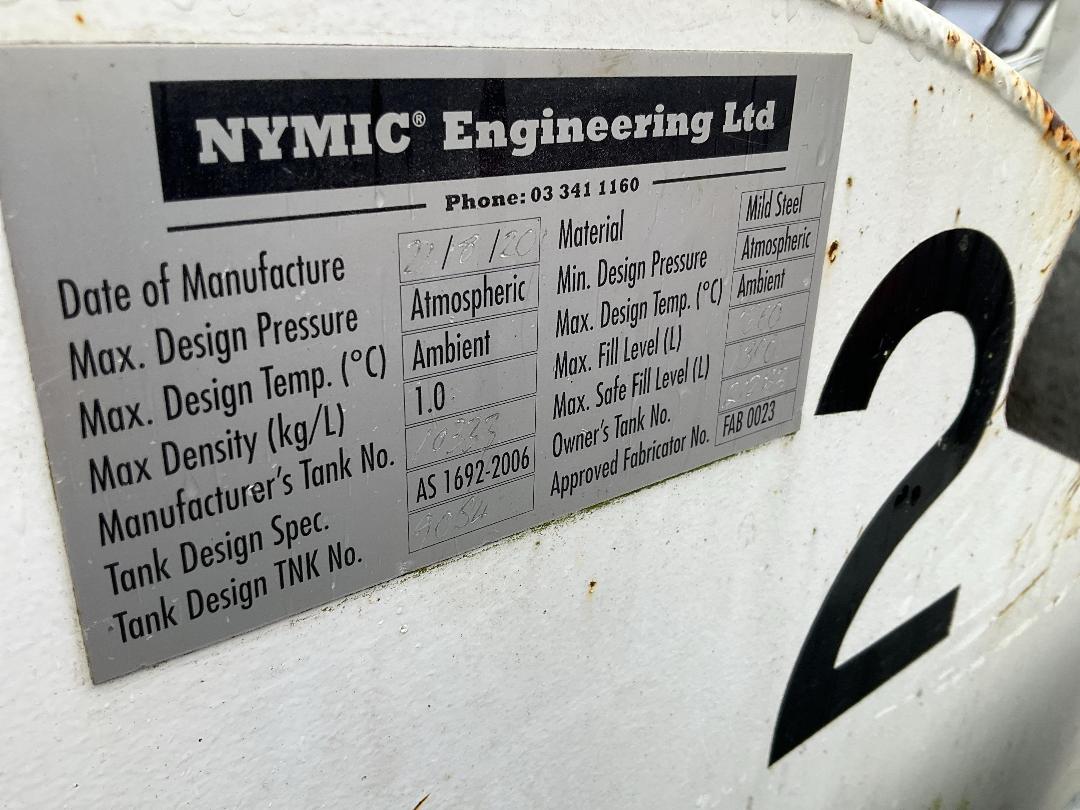 NYMIC® Engineering Ltd
Phone: 03 341 1160
Date of Manufacture
Max. Design Pressure Atmospheric
Max. Design Temp. (°C) Ambient
Max Density (kg/L) 1.0
Manufacturer's Tank No.
Tank Design Spec. AS 1692-2006
Tank Design TNK No.
Material Mild Steel
Min. Design Pressure Atmospheric
Max. Design Temp. (°C) Ambient
Max. Fill Level (L)
Max. Safe Fill Level (L)
Owner's Tank No.
Approved Fabricator No. FAB 0023
2